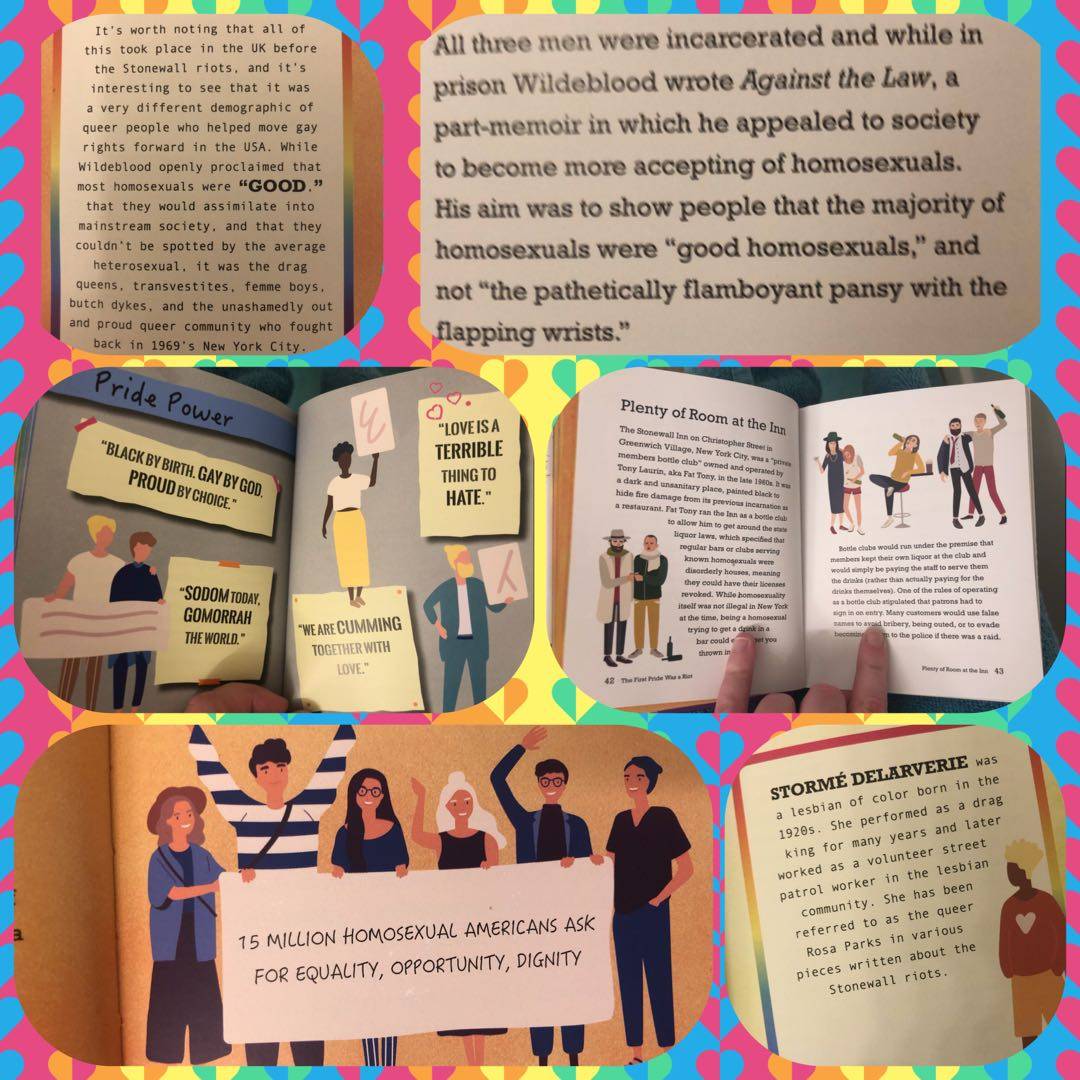 It's worth noting that all of
this took place in the UK before
the Stonewall riots, and it's
interesting to see that it was
a very different demographic of
queer people who helped move gay
rights forward in the USA. While
Wildeblood openly proclaimed that
most homosexuals were “GOOD,”
that they would assimilate into
mainstream society, and that they
couldn't be spotted by the average
heterosexual, it was the drag
queens, transvestites, femme boys,
butch dykes, and the unashamedly out
and proud queer community who fought
back in 1969's New York City.
All three men were incarcerated and while in
prison Wildeblood wrote Against the Law, a
part-memoir in which he appealed to society
to become more accepting of homosexuals.
His aim was to show people that the majority of
homosexuals were “good homosexuals,” and
not “the pathetically flamboyant pansy with the
flapping wrists.”
Pride Power
“BLACK BY BIRTH. GAY BY GOD.
PROUD BY CHOICE.”
“SODOM TODAY,
GOMORRAH
THE WORLD.”
“LOVE IS A
TERRIBLE
THING TO
HATE.”
“WE ARE CUMMING
TOGETHER WITH
LOVE.”
Plenty of Room at the Inn
The Stonewall Inn on Christopher Street in
Greenwich Village, New York City, was a “private
members bottle club” owned and operated by
Tony Laurin, aka Fat Tony, in the late 1960s. It was
a dark and unsanitary place, painted black to
hide fire damage from its previous incarnation as
a restaurant. Fat Tony ran the Inn as a bottle club
to allow him to get around the state
liquor laws, which specified that
regular bars or clubs serving
known homosexuals were
disorderly houses, meaning
they could have their licenses
revoked. While homosexuality
itself was not illegal in New York
at the time, being a homosexual
trying to get a drink in a
bar could get you
thrown in
42 The First Pride Was a Riot
Bottle clubs would run under the premise that
members kept their own liquor at the club and
would simply be paying the staff to serve them
the drinks (rather than actually paying for the
drinks themselves). One of the rules of operating
as a bottle club stipulated that patrons had to
sign in on entry. Many customers would use false
names to avoid bribery, being outed, or to evade
becoming to the police if there was a raid.
Plenty of Room at the Inn 43
15 MILLION HOMOSEXUAL AMERICANS ASK
FOR EQUALITY, OPPORTUNITY, DIGNITY
STORMÉ DELARVERIE was
a lesbian of color born in the
1920s. She performed as a drag
king for many years and later
worked as a volunteer street
patrol worker in the lesbian
community. She has been
referred to as the queer
Rosa Parks in various
pieces written about the
Stonewall riots.